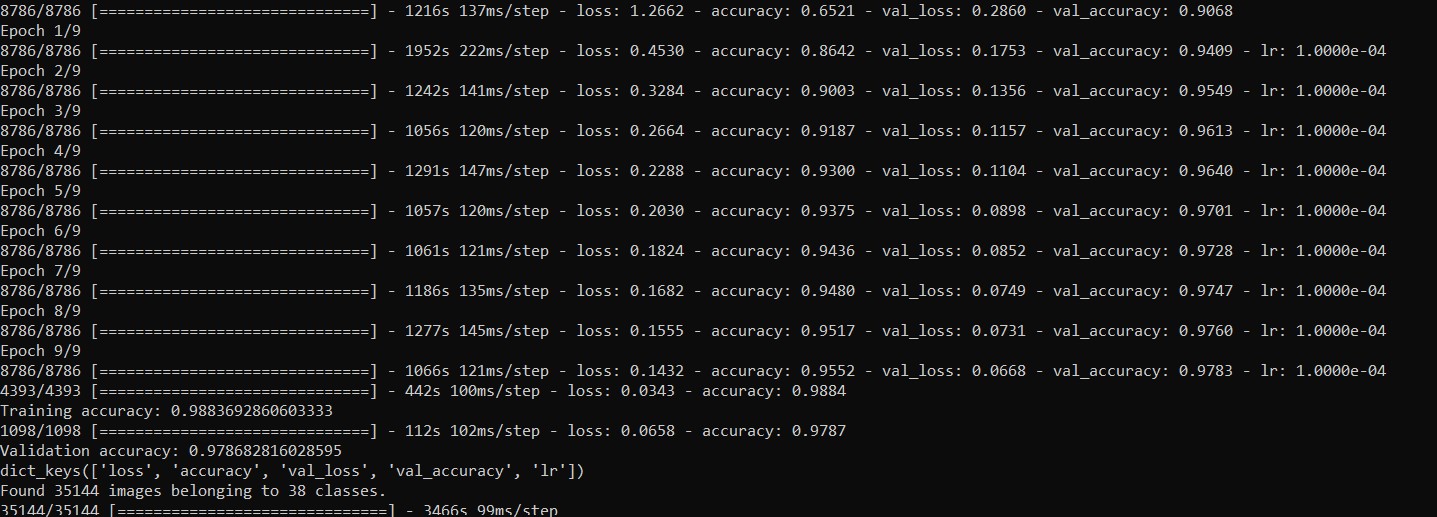 8786/8786 [==============================] - 1216s 137ms/step - loss: 1.2662 - accuracy: 0.6521 - val_loss: 0.2860 - val_accuracy: 0.9068
Epoch 1/9
8786/8786 [==============================] - 1952s 222ms/step - loss: 0.4530 - accuracy: 0.8642 - val_loss: 0.1753 - val_accuracy: 0.9409 - lr: 1.0000e-04
Epoch 2/9
8786/8786 [==============================] - 1242s 141ms/step - loss: 0.3284 - accuracy: 0.9003 - val_loss: 0.1356 - val_accuracy: 0.9549 - lr: 1.0000e-04
Epoch 3/9
8786/8786 [==============================] - 1056s 120ms/step - loss: 0.2664 - accuracy: 0.9187 - val_loss: 0.1157 - val_accuracy: 0.9613 - lr: 1.0000e-04
Epoch 4/9
8786/8786 [==============================] - 1291s 147ms/step - loss: 0.2288 - accuracy: 0.9300 - val_loss: 0.1104 - val_accuracy: 0.9640 - lr: 1.0000e-04
Epoch 5/9
8786/8786 [==============================] - 1057s 120ms/step - loss: 0.2030 - accuracy: 0.9375 - val_loss: 0.0898 - val_accuracy: 0.9701 - lr: 1.0000e-04
Epoch 6/9
8786/8786 [==============================] - 1061s 121ms/step - loss: 0.1824 - accuracy: 0.9436 - val_loss: 0.0852 - val_accuracy: 0.9728 - lr: 1.0000e-04
Epoch 7/9
8786/8786 [==============================] - 1186s 135ms/step - loss: 0.1682 - accuracy: 0.9480 - val_loss: 0.0749 - val_accuracy: 0.9747 - lr: 1.0000e-04
Epoch 8/9
8786/8786 [==============================] - 1277s 145ms/step - loss: 0.1555 - accuracy: 0.9517 - val_loss: 0.0731 - val_accuracy: 0.9760 - lr: 1.0000e-04
Epoch 9/9
8786/8786 [==============================] - 1066s 121ms/step - loss: 0.1432 - accuracy: 0.9552 - val_loss: 0.0668 - val_accuracy: 0.9783 - lr: 1.0000e-04
4393/4393 [==============================] - 442s 100ms/step - loss: 0.0343 - accuracy: 0.9884
Training accuracy: 0.9883692860603333
1098/1098 [==============================] - 112s 102ms/step - loss: 0.0658 - accuracy: 0.9787
Validation accuracy: 0.978682816028595
dict_keys(['loss', 'accuracy', 'val_loss', 'val_accuracy', 'lr'])
Found 35144 images belonging to 38 classes.
35144/35144 [==============================] - 3466s 99ms/step